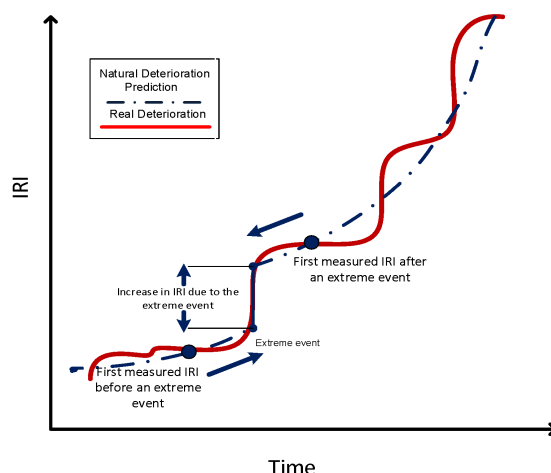 Natural Deterioration
Prediction
Real Deterioration
IRI
First measured IRI after
an extreme event
Increase in IRI due to the
extreme event
Extreme event
First measured IRI
before an extreme
event
Time